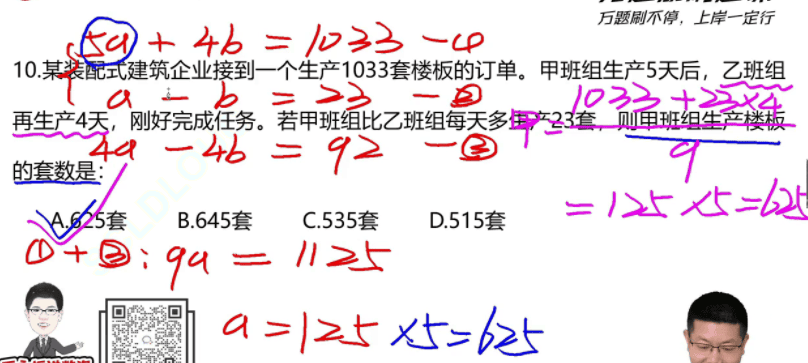 万题刷不停，上岸一定行
5a + 4b = 1033 —①
10.某装配式建筑企业接到一个生产1033套楼板的订单。甲班组生产5天后，乙班组
a - b = 23 —②
1033+23×4
再生产4天，刚好完成任务。若甲班组比乙班组每天多生产23套，则甲班组生产楼板
甲=
9
4a - 4b = 92 —③
的套数是：
=125×5=625
A.625套 B.645套 C.535套 D.515套
①+③: 9a = 1125
a = 125 ×5=625